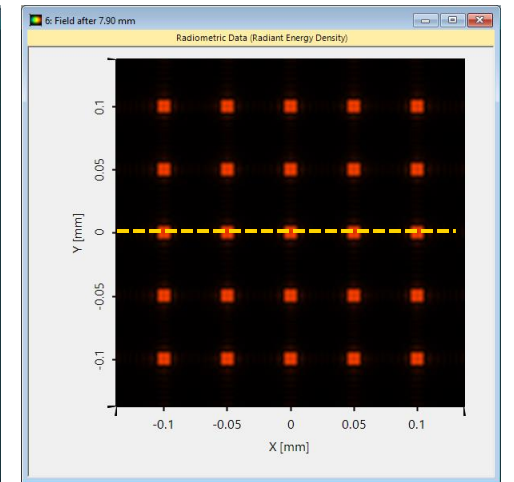 6: Field after 7.90 mm
Radiometric Data (Radiant Energy Density)
0.1
0.05
0
-0.05
-0.1
Y [mm]
-0.1
-0.05
0
0.05
0.1
X [mm]